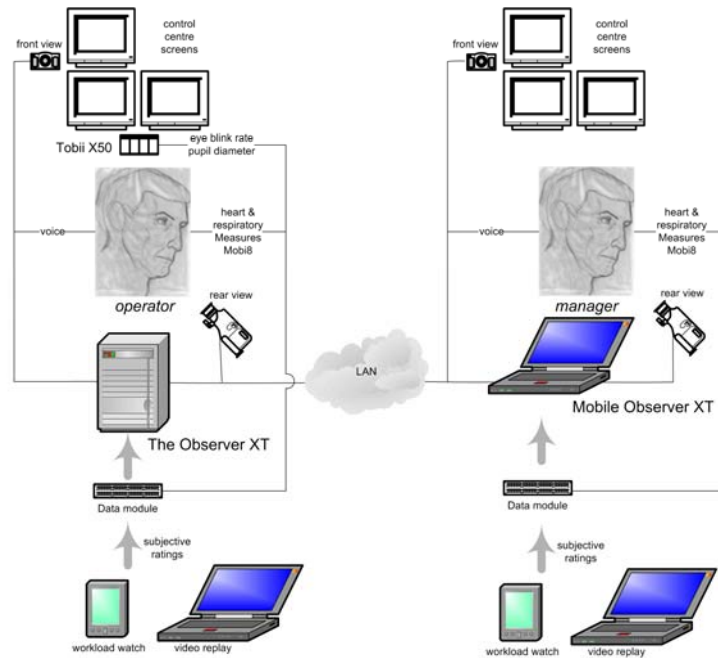 control
centre
screens
front view
Tobii X50
eye blink rate
pupil diameter
voice
heart &
respiratory
Measures
Mobi8
operator
rear view
The Observer XT
Data module
subjective
ratings
workload watch
video replay
LAN
control
centre
screens
front view
voice
heart &
respiratory
Measures
Mobi8
manager
rear view
Mobile Observer XT
Data module
subjective
ratings
workload watch
video replay